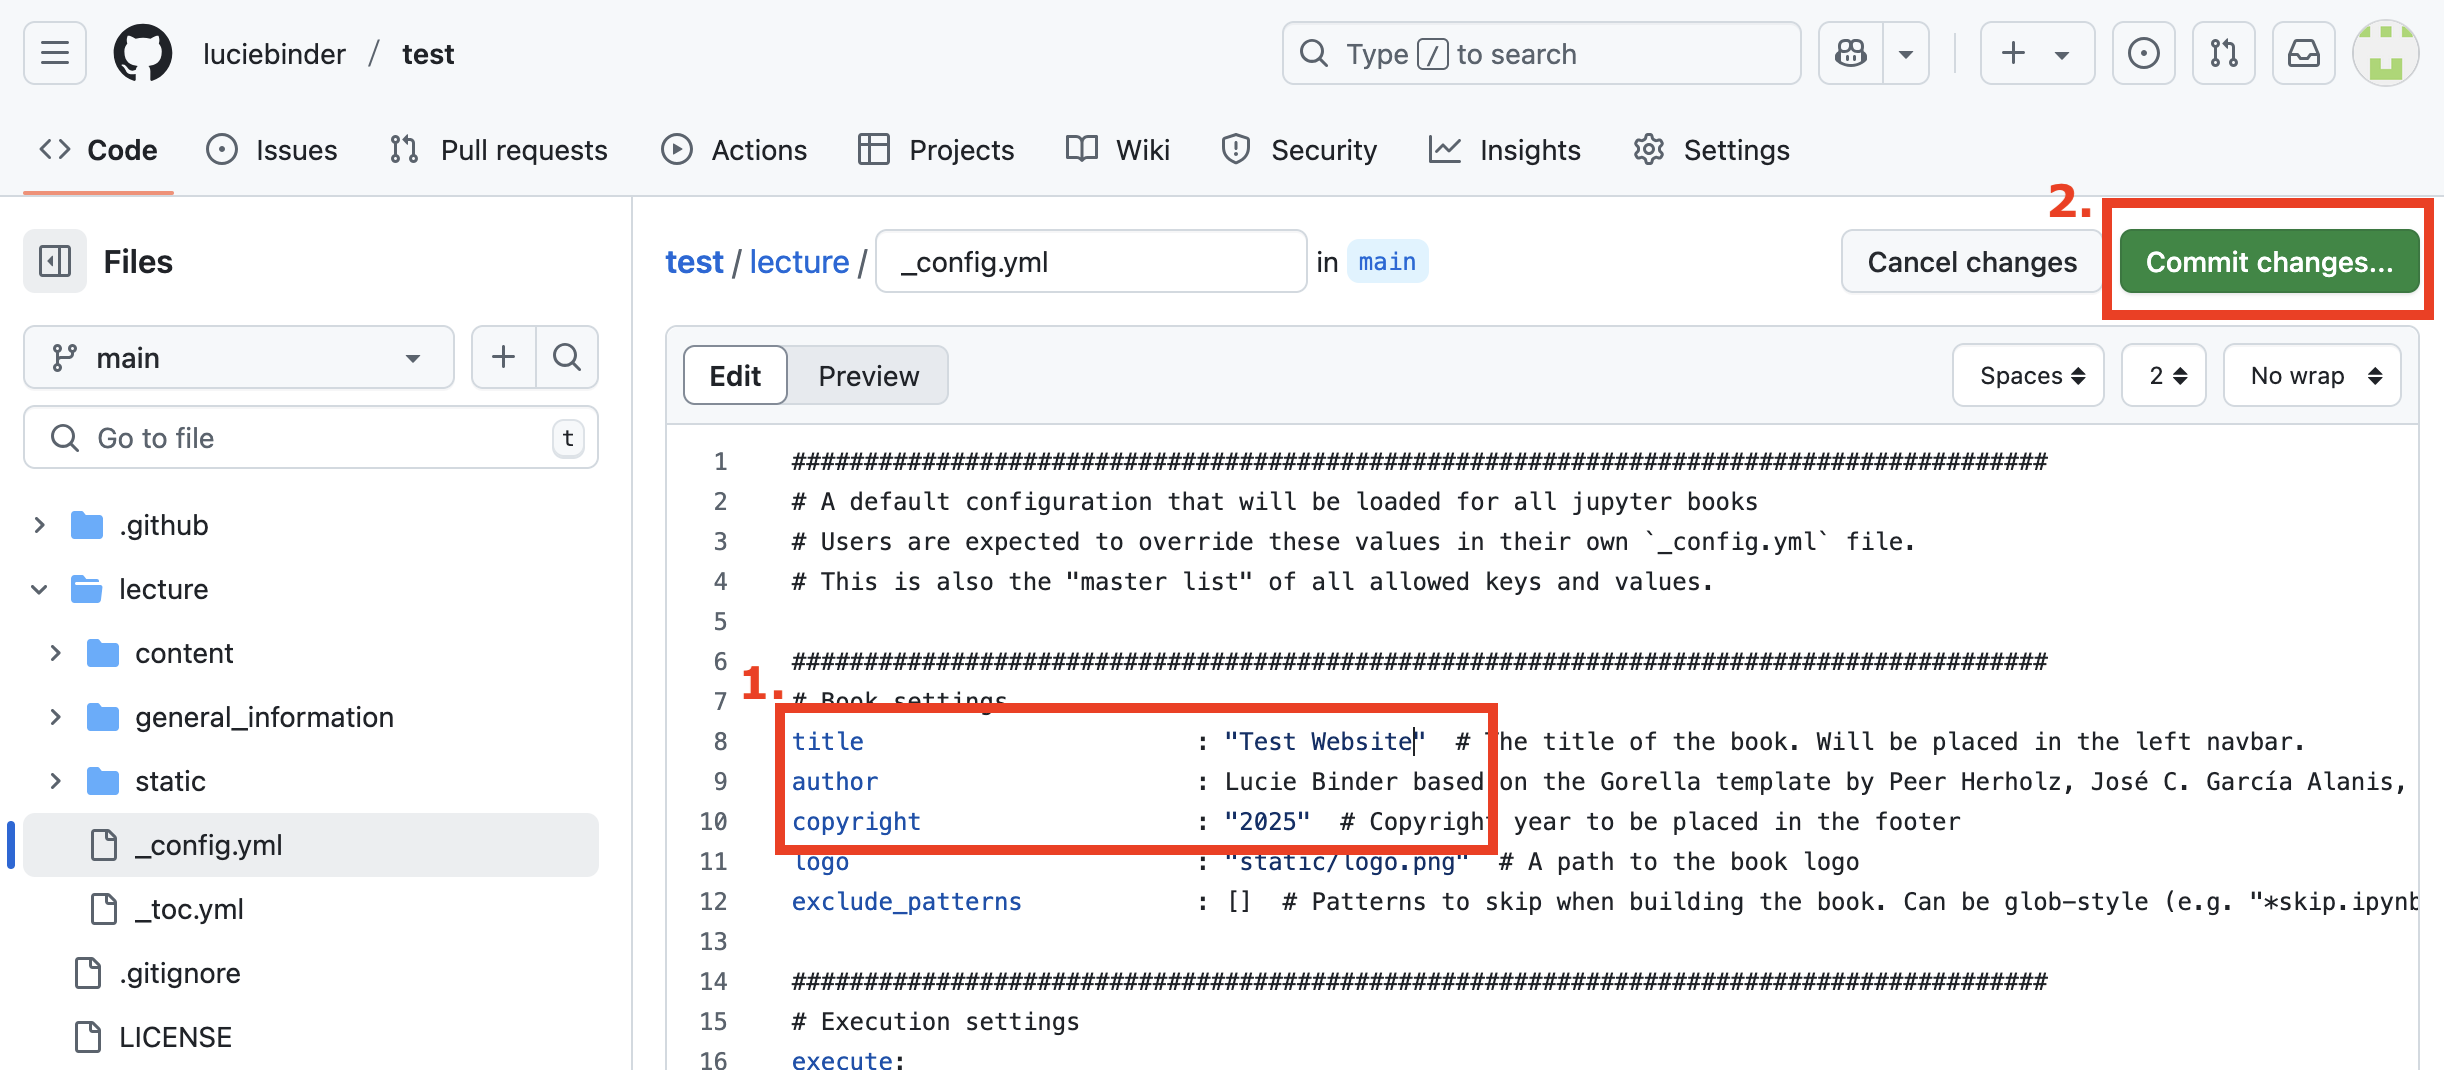 luciebinder / test
Type / to search
Code
Issues
Pull requests
Actions
Projects
Wiki
Security
Insights
Settings
2.
Files
test / lecture / _config.yml in main
Cancel changes
Commit changes...
main
Edit
Preview
Spaces
2
No wrap
Go to file
t
.github
lecture
content
general_information
static
_config.yml
_toc.yml
.gitignore
LICENSE
1 #######################################################################################
2 # A default configuration that will be loaded for all jupyter books
3 # Users are expected to override these values in their own `_config.yml` file.
4 # This is also the "master list" of all allowed keys and values.
5
6 #######################################################################################
1.
7 # Book settings
8 title : "Test Website" # The title of the book. Will be placed in the left navbar.
9 author : Lucie Binder based on the Gorella template by Peer Herholz, José C. García Alanis,
10 copyright : "2025" # Copyright year to be placed in the footer
11 logo : "static/logo.png" # A path to the book logo
12 exclude_patterns : [] # Patterns to skip when building the book. Can be glob-style (e.g. "*skip.ipynb
13
14 #######################################################################################
15 # Execution settings
16 execute: